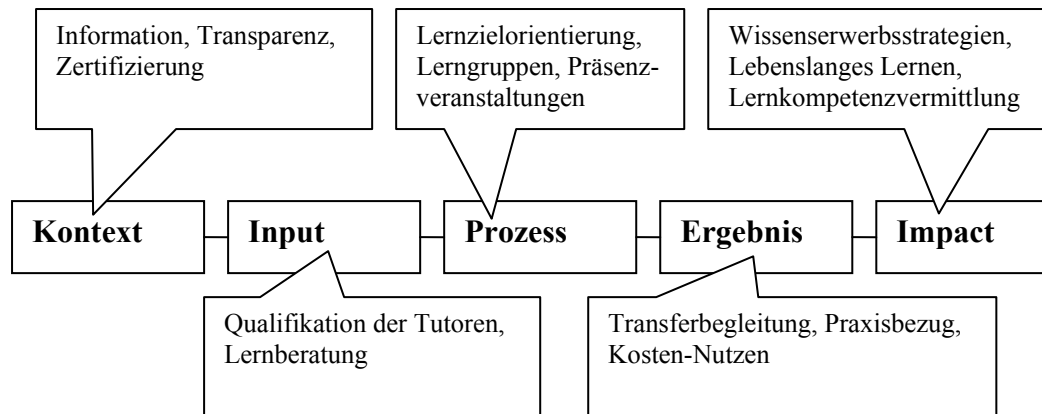 Information, Transparenz,
Zertifizierung
Lernzielorientierung,
Lerngruppen, Präsenz-
veranstaltungen
Wissenserwerbsstrategien,
Lebenslanges Lernen,
Lernkompetenzvermittlung
Kontext
Input
Prozess
Ergebnis
Impact
Qualifikation der Tutoren,
Lernberatung
Transferbegleitung, Praxisbezug,
Kosten-Nutzen